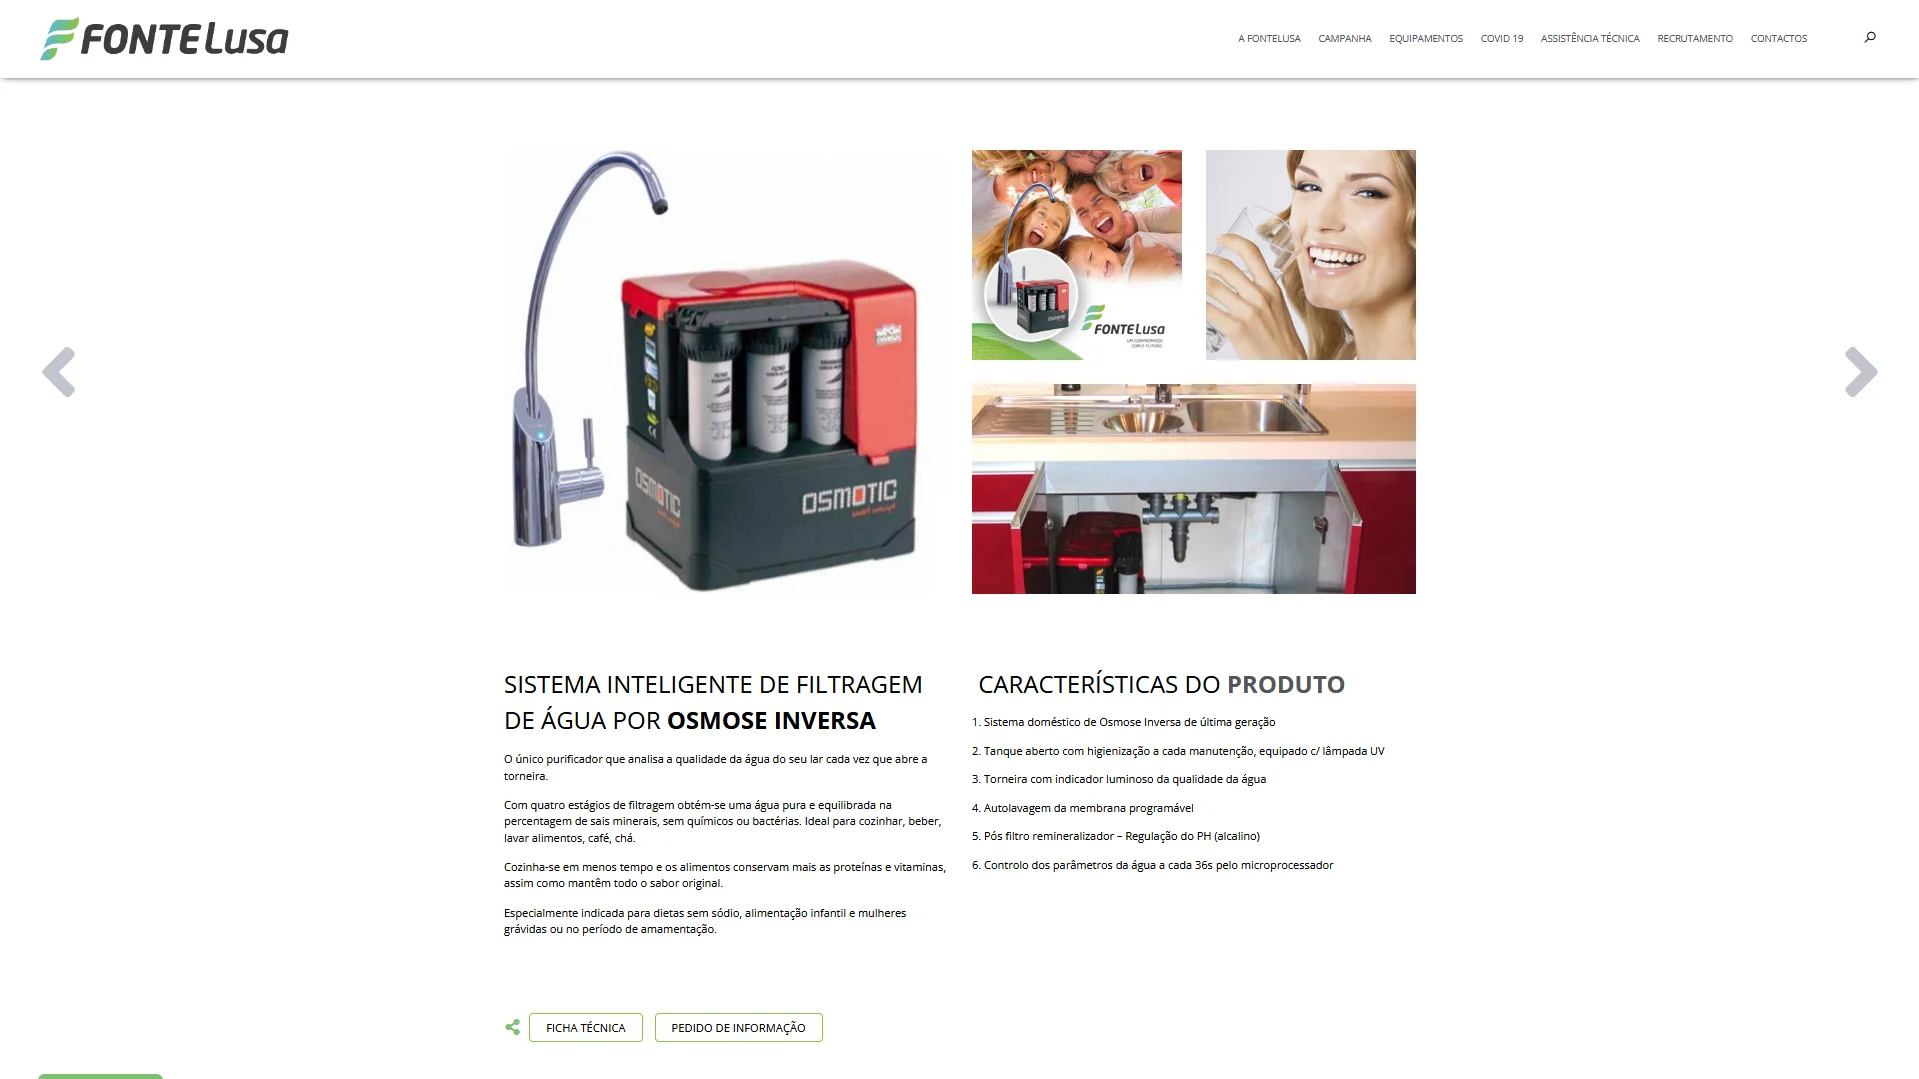 FONTELusa
A FONTELUSA
CAMPANHA
EQUIPAMENTOS
COVID 19
ASSISTÊNCIA TÉCNICA
RECRUTAMENTO
CONTACTOS
OSMOTIC
OSMOTIC
FILTRO
OSMOTIC
FONTELusa
UM COMPROMISSO
COM O FUTURO
SISTEMA INTELIGENTE DE FILTRAGEM
DE ÁGUA POR OSMOSE INVERSA
O único purificador que analisa a qualidade da água do seu lar cada vez que abre a
torneira.
Com quatro estágios de filtragem obtém-se uma água pura e equilibrada na
percentagem de sais minerais, sem químicos ou bactérias. Ideal para cozinhar, beber,
lavar alimentos, café, chá.
Cozinha-se em menos tempo e os alimentos conservam mais as proteínas e vitaminas,
assim como mantêm todo o sabor original.
Especialmente indicada para dietas sem sódio, alimentação infantil e mulheres
grávidas ou no período de amamentação.
CARACTERÍSTICAS DO PRODUTO
1. Sistema doméstico de Osmose Inversa de última geração
2. Tanque aberto com higienização a cada manutenção, equipado c/ lâmpada UV
3. Torneira com indicador luminoso da qualidade da água
4. Autolavagem da membrana programável
5. Pós filtro remineralizador – Regulação do PH (alcalino)
6. Controlo dos parâmetros da água a cada 36s pelo microprocessador
FICHA TÉCNICA
PEDIDO DE INFORMAÇÃO